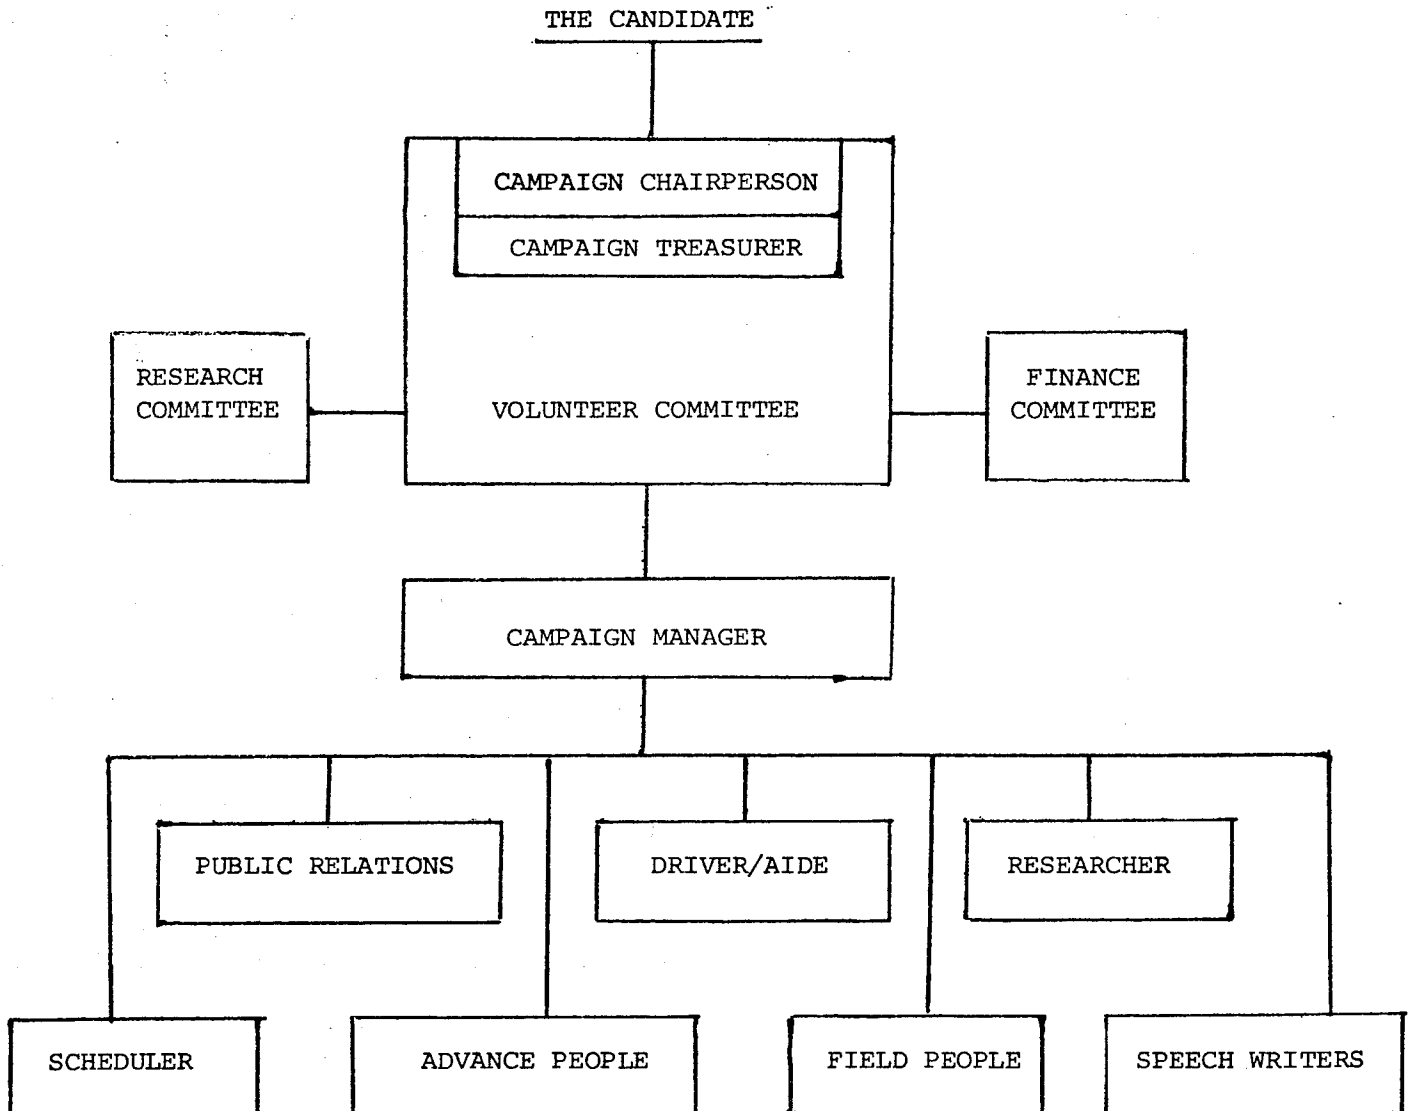 THE CANDIDATE
CAMPAIGN CHAIRPERSON
CAMPAIGN TREASURER
RESEARCH
COMMITTEE
VOLUNTEER COMMITTEE
FINANCE
COMMITTEE
CAMPAIGN MANAGER
PUBLIC RELATIONS
DRIVER/AIDE
RESEARCHER
SCHEDULER
ADVANCE PEOPLE
FIELD PEOPLE
SPEECH WRITERS